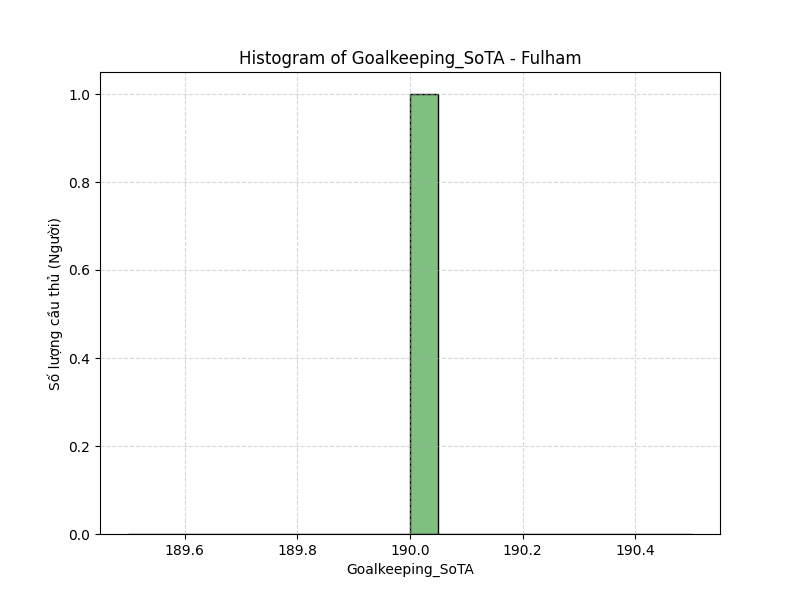 Histogram of Goalkeeping_SoTA - Fulham
1.0
0.8
0.6
0.4
0.2
0.0
Số lượng cầu thủ (Người)
189.6 189.8 190.0 190.2 190.4
Goalkeeping_SoTA